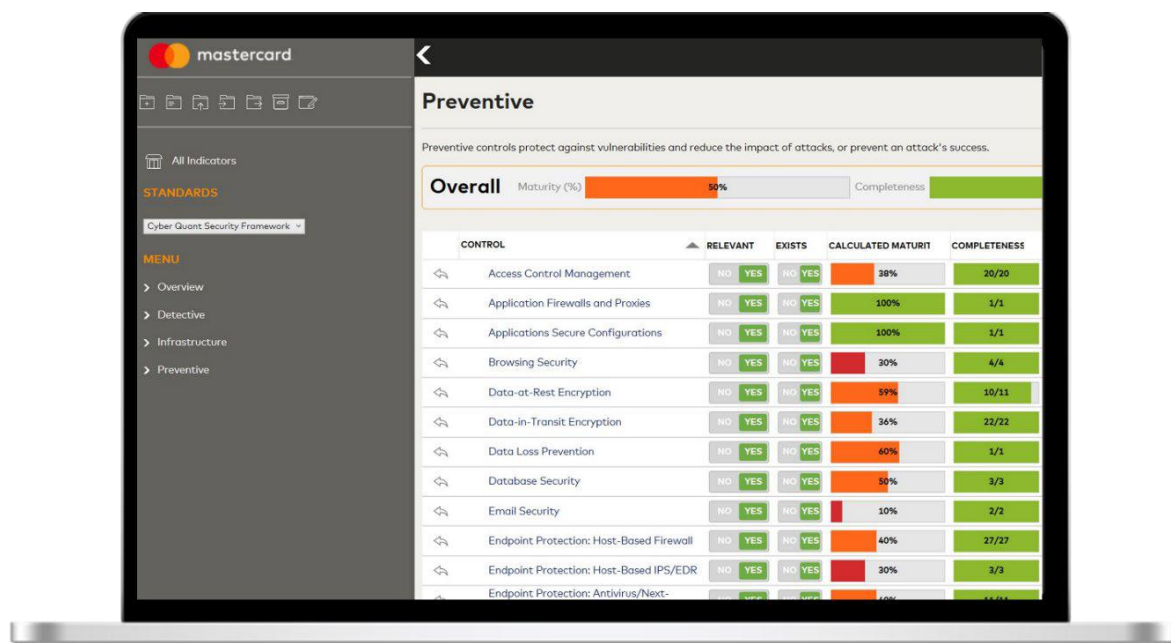 mastercard
All Indicators
STANDARDS
Cyber Quant Security Framework
MENU
Overview
Detective
Infrastructure
Preventive
Preventive
Preventive controls protect against vulnerabilities and reduce the impact of attacks, or prevent an attack's success.
Overall Maturity (%) 50% Completeness
CONTROL RELEVANT EXISTS CALCULATED MATURIT COMPLETENESS
Access Control Management NO YES NO YES 38% 20/20
Application Firewalls and Proxies NO YES NO YES 100% 1/1
Applications Secure Configurations NO YES NO YES 100% 1/1
Browsing Security NO YES NO YES 30% 4/4
Data-at-Rest Encryption NO YES NO YES 59% 10/11
Data-in-Transit Encryption NO YES NO YES 36% 22/22
Data Loss Prevention NO YES NO YES 60% 1/1
Database Security NO YES NO YES 50% 3/3
Email Security NO YES NO YES 10% 2/2
Endpoint Protection: Host-Based Firewall NO YES NO YES 40% 27/27
Endpoint Protection: Host-Based IPS/EDR NO YES NO YES 30% 3/3
Endpoint Protection: Antivirus/Next-